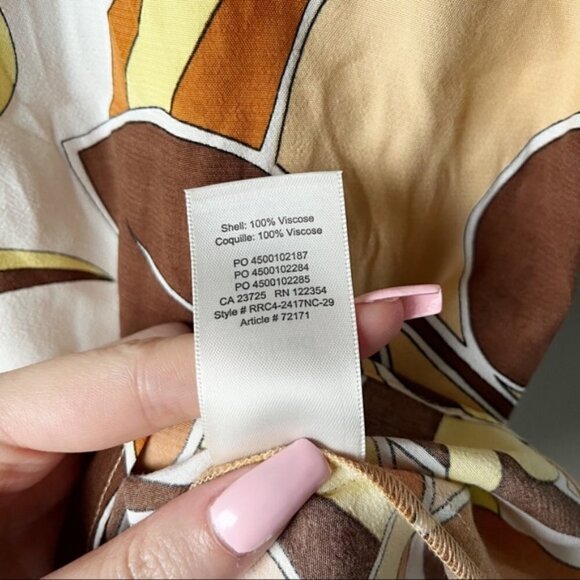 Shell: 100% Viscose
Coquille: 100% Viscose
PO 4500102187
PO 4500102284
PO 4500102285
CA 23725 RN 122354
Style # RRC4-2417NC-29
Article # 72171